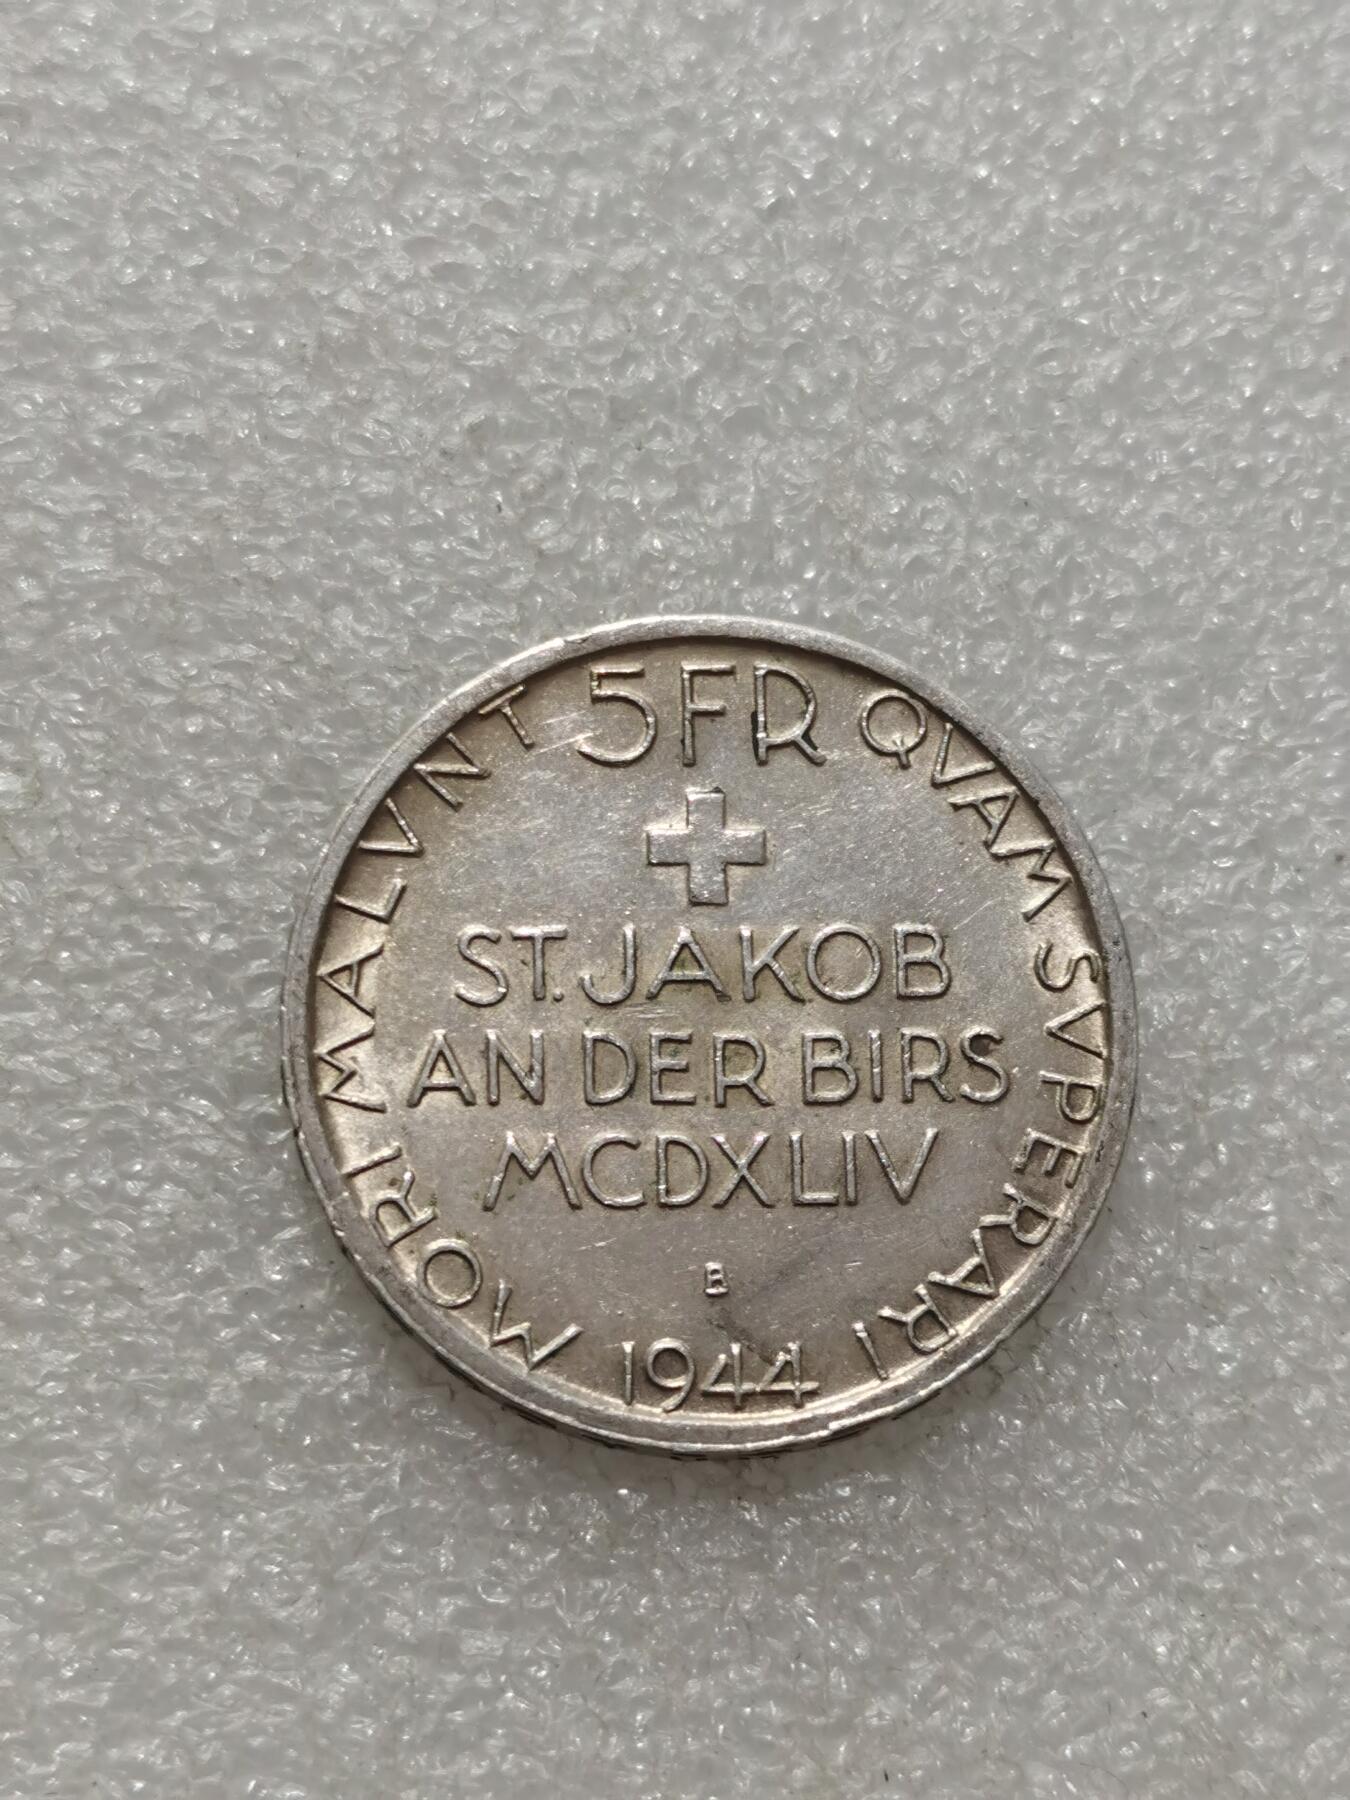 MORI MALVNT 5FR QVAM SVPERARI
ST. JAKOB
AN DER BIRS
MCDXLIV
B
1944